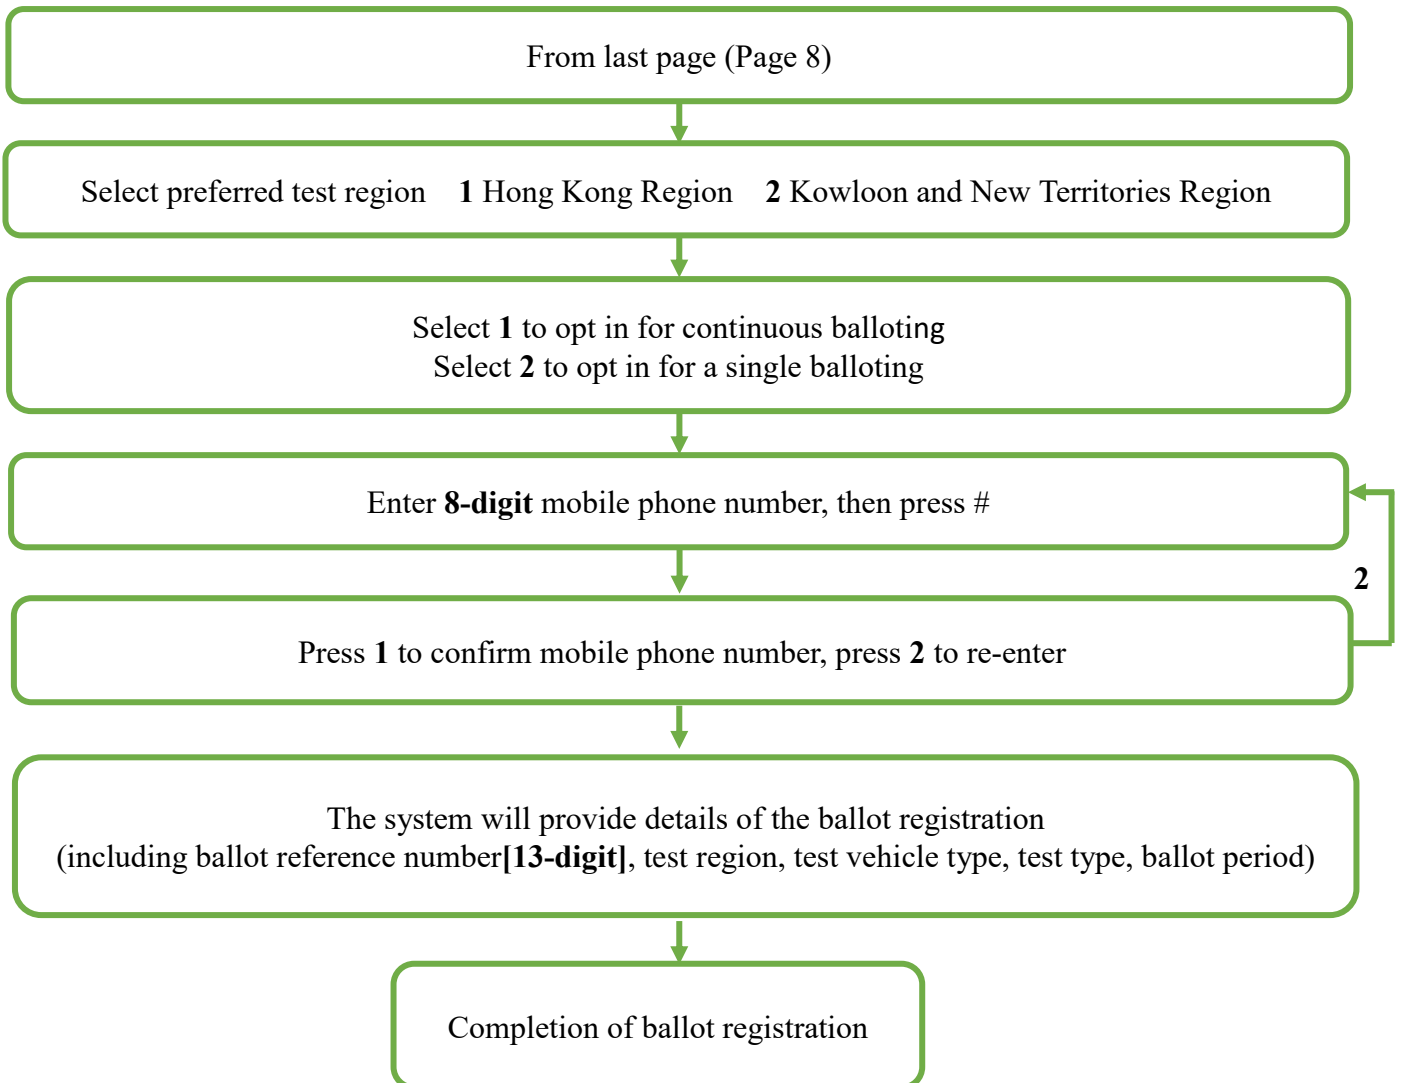 From last page (Page 8)
Select preferred test region 1 Hong Kong Region 2 Kowloon and New Territories Region
Select 1 to opt in for continuous balloting
Select 2 to opt in for a single balloting
Enter 8-digit mobile phone number, then press #
2
Press 1 to confirm mobile phone number, press 2 to re-enter
The system will provide details of the ballot registration
(including ballot reference number[13-digit], test region, test vehicle type, test type, ballot period)
Completion of ballot registration